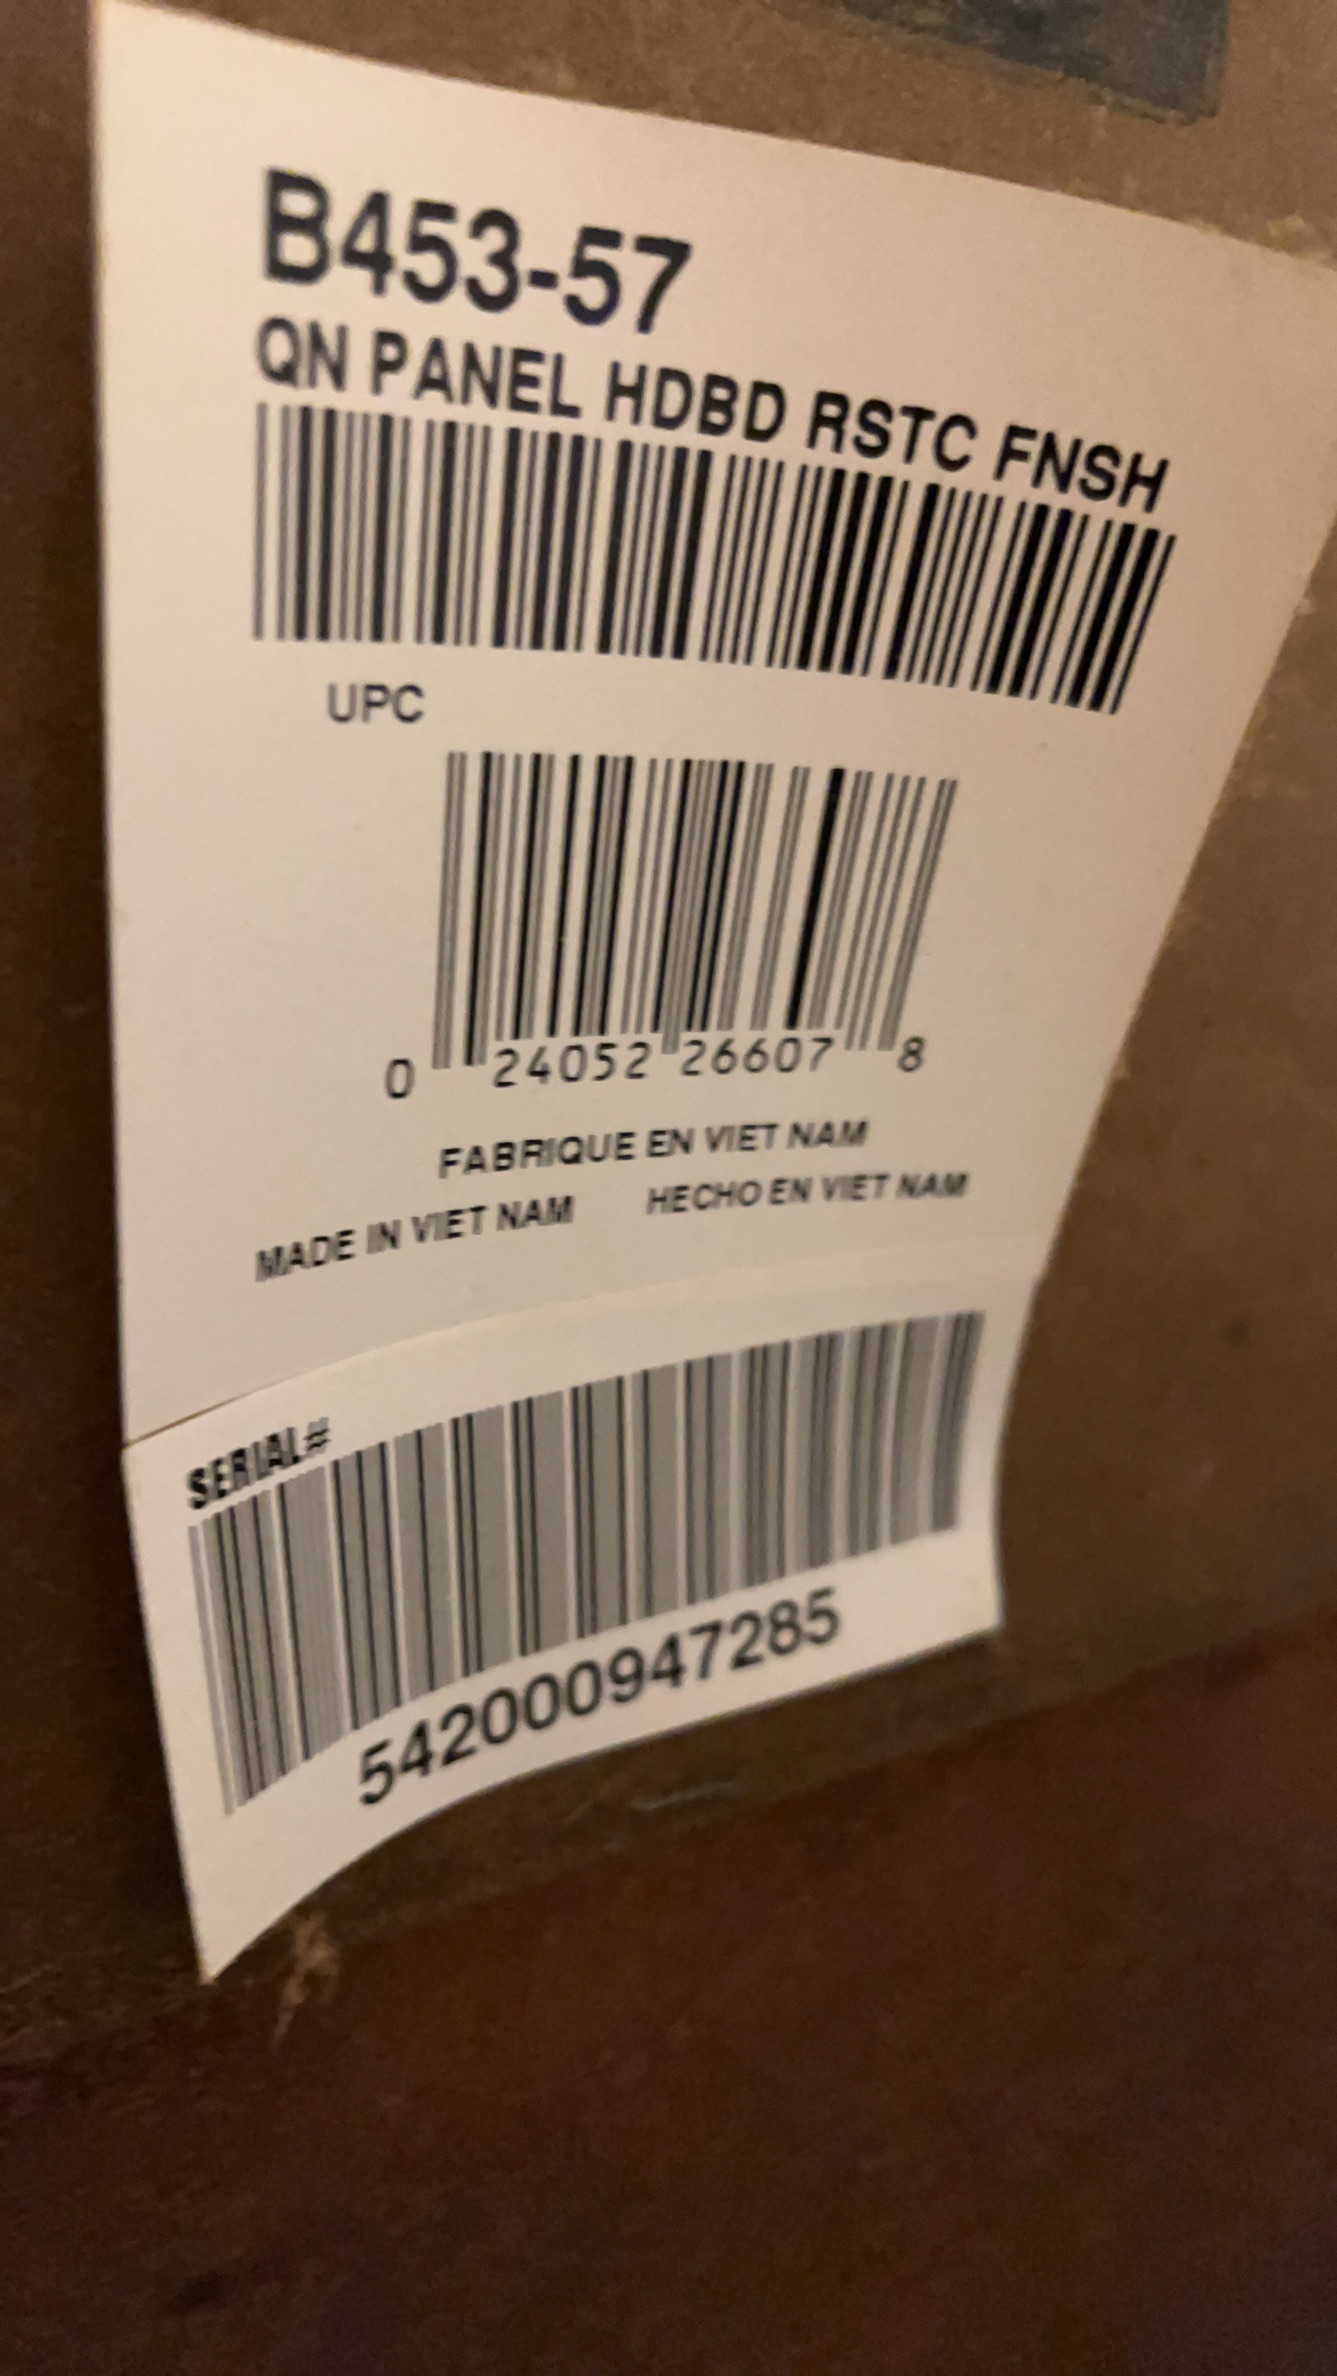 B453-57
QN PANEL HDBD RSTC FNSH
UPC
0 24052 26607 8
FABRIQUE EN VIET NAM
MADE IN VIET NAM HECHO EN VIET NAM
SERIAL#
542000947285